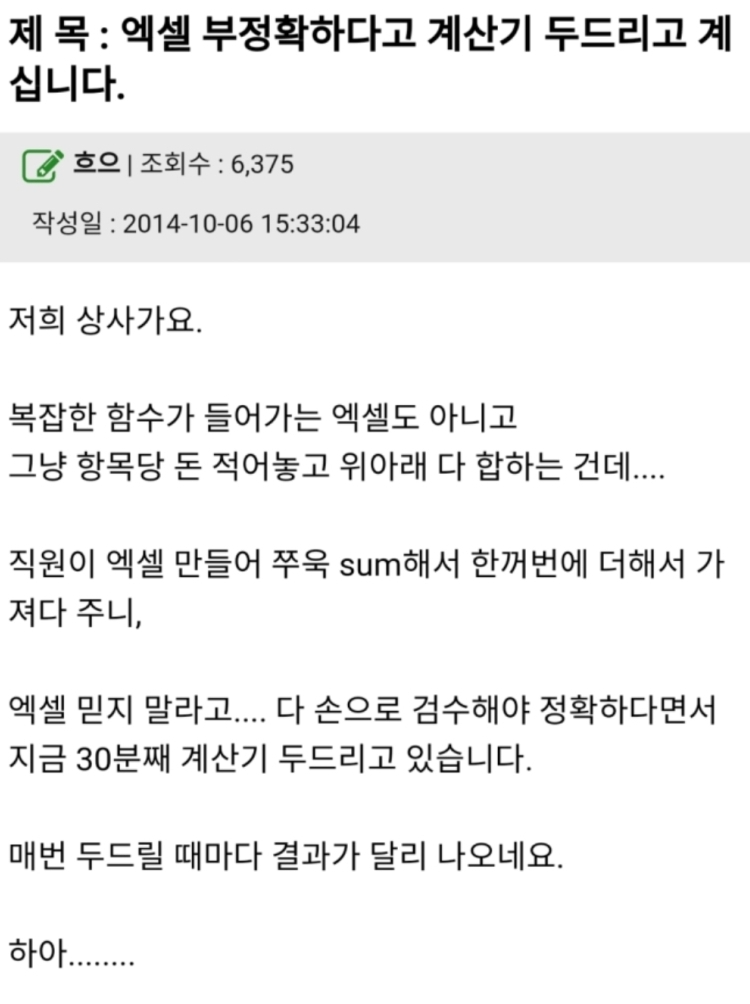 제 목 : 엑셀 부정확하다고 계산기 두드리고 계
십니다.
흐으 | 조회수 : 6,375
작성일 : 2014-10-06 15:33:04
저희 상사가요.
복잡한 함수가 들어가는 엑셀도 아니고
그냥 항목당 돈 적어놓고 위아래 다 합하는 건데....
직원이 엑셀 만들어 쭈욱 sum해서 한꺼번에 더해서 가
져다 주니,
엑셀 믿지 말라고.... 다 손으로 검수해야 정확하다면서
지금 30분째 계산기 두드리고 있습니다.
매번 두드릴 때마다 결과가 달리 나오네요.
하아........